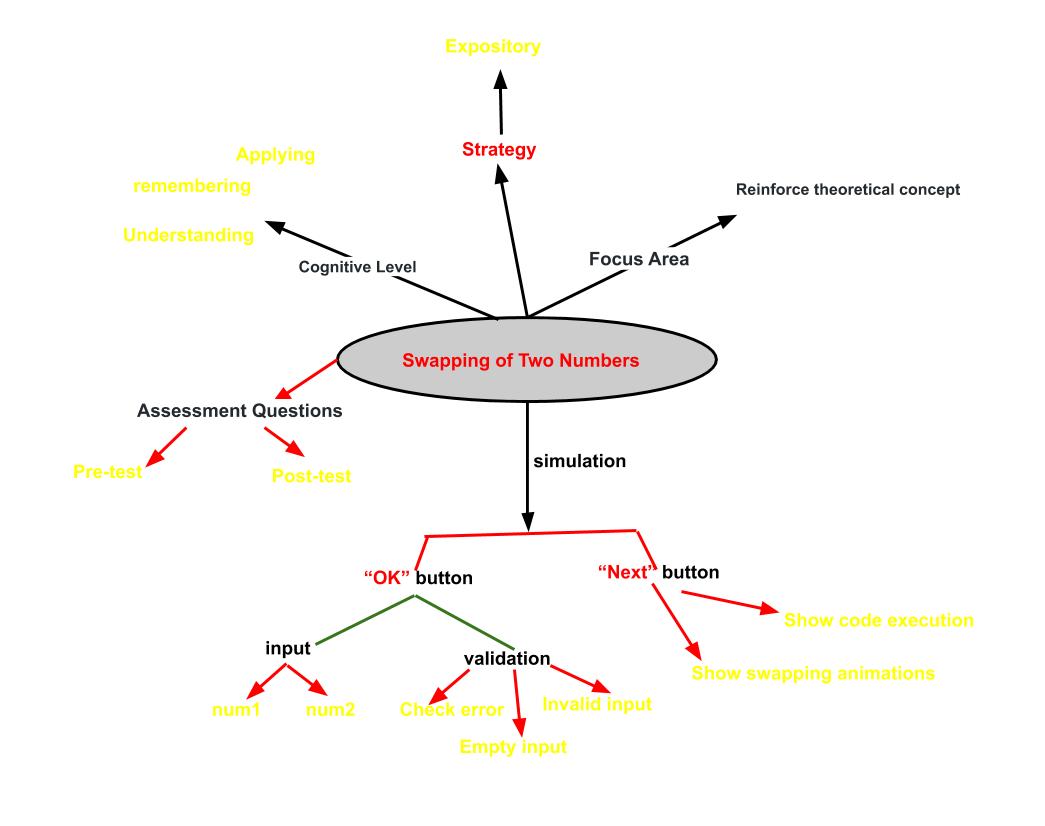 Expository
Strategy
Applying
remembering
Understanding
Cognitive Level
Reinforce theoretical concept
Focus Area
Swapping of Two Numbers
Assessment Questions
Pre-test
Post-test
simulation
“OK” button
“Next” button
input
num1
num2
validation
Check error
Empty input
Invalid input
Show code execution
Show swapping animations